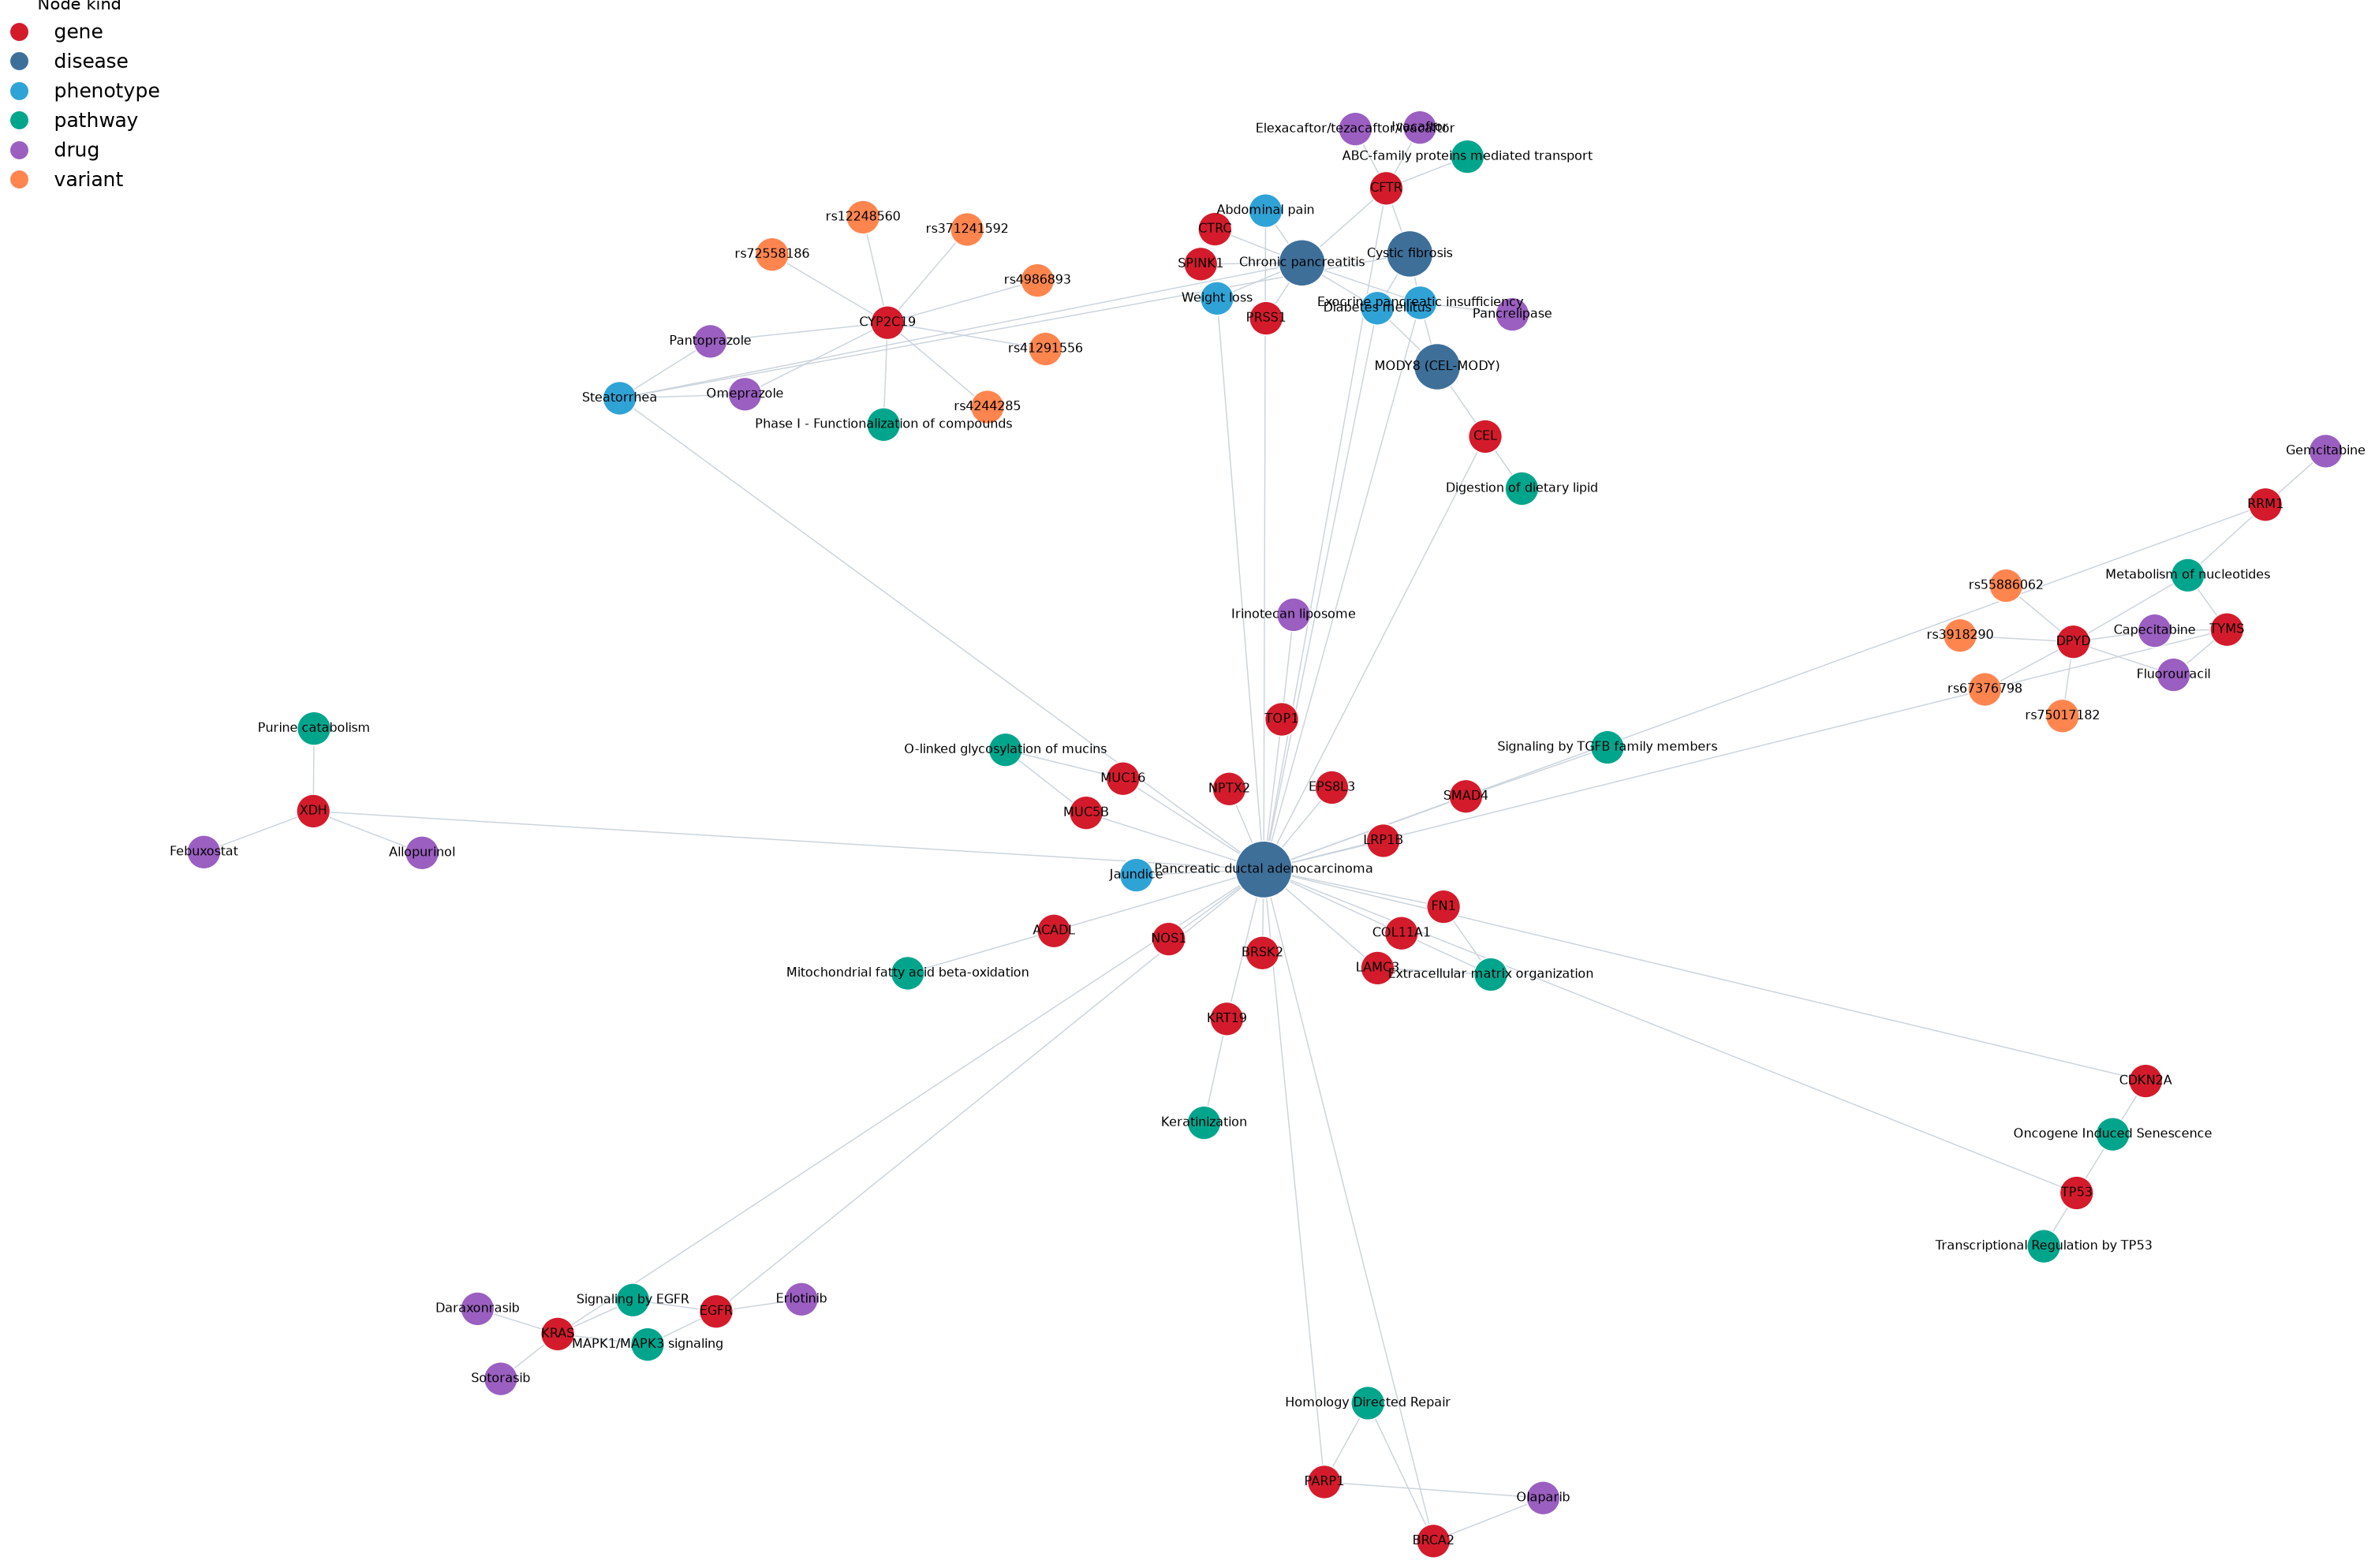 Node kind
gene
disease
phenotype
pathway
drug
variant
Elexacaftor/tezacaftor/ivacaftor
Ivacaftor
ABC-family proteins mediated transport
CFTR
Abdominal pain
rs12248560
CTRC
rs371241592
rs72558186
Cystic fibrosis
Chronic pancreatitis
SPINK1
rs4986893
Weight loss
Exocrine pancreatic insufficiency
Diabetes mellitus
Pancrelipase
PRSS1
CYP2C19
Pantoprazole
rs41291556
MODY8 (CEL-MODY)
Omeprazole
Steatorrhea
rs4244285
Phase I - Functionalization of compounds
CEL
Gemcitabine
Digestion of dietary lipid
RRM1
Metabolism of nucleotides
rs55886062
Irinotecan liposome
Capecitabine
TYMS
rs3918290
DPYD
Fluorouracil
rs67376798
rs75017182
TOP1
Purine catabolism
O-linked glycosylation of mucins
Signaling by TGFB family members
MUC16
NPTX2
EPS8L3
SMAD4
XDH
MUC5B
LRP1B
Febuxostat
Allopurinol
Pancreatic ductal adenocarcinoma
Jaundice
FN1
ACADL
COL11A1
NOS1
BRSK2
LAMC3
Mitochondrial fatty acid beta-oxidation
Extracellular matrix organization
KRT19
CDKN2A
Keratinization
Oncogene Induced Senescence
TP53
Transcriptional Regulation by TP53
Signaling by EGFR
Erlotinib
Daraxonrasib
EGFR
KRAS
MAPK1/MAPK3 signaling
Sotorasib
Homology Directed Repair
PARP1
Olaparib
BRCA2